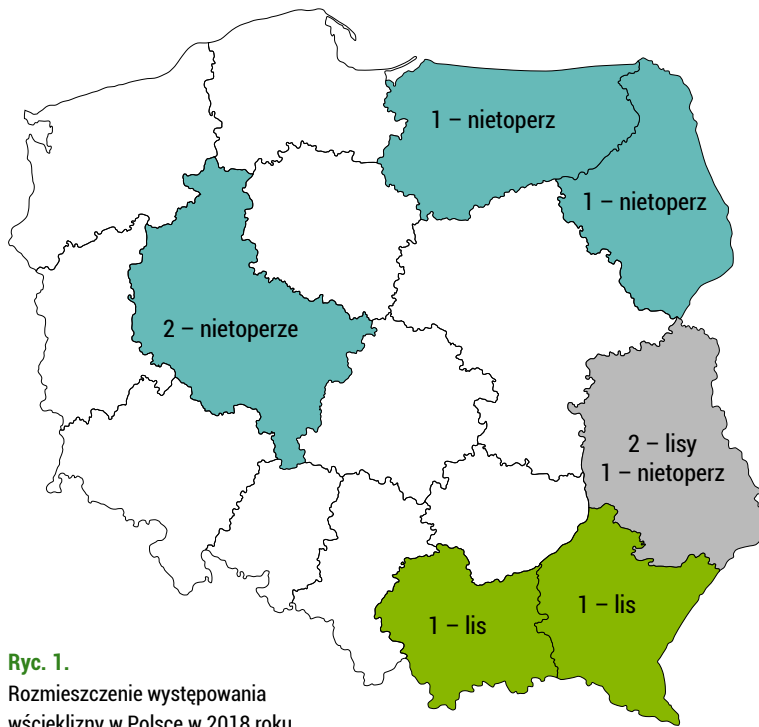 1 – nietoperz
1 – nietoperz
2 – nietoperze
2 – lisy
1 – nietoperz
1 – lis
1 – lis
Ryc. 1.
Rozmieszczenie występowania
wścieklizny w Polsce w 2018 roku